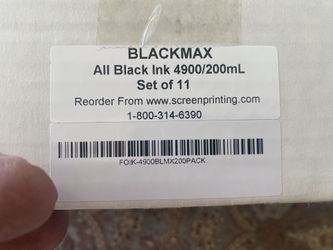 BLACKMAX
All Black Ink 4900/200mL
Set of 11
Reorder From www.screenprinting.com
1-800-314-6390
FOIK-4900BLMX200PACK